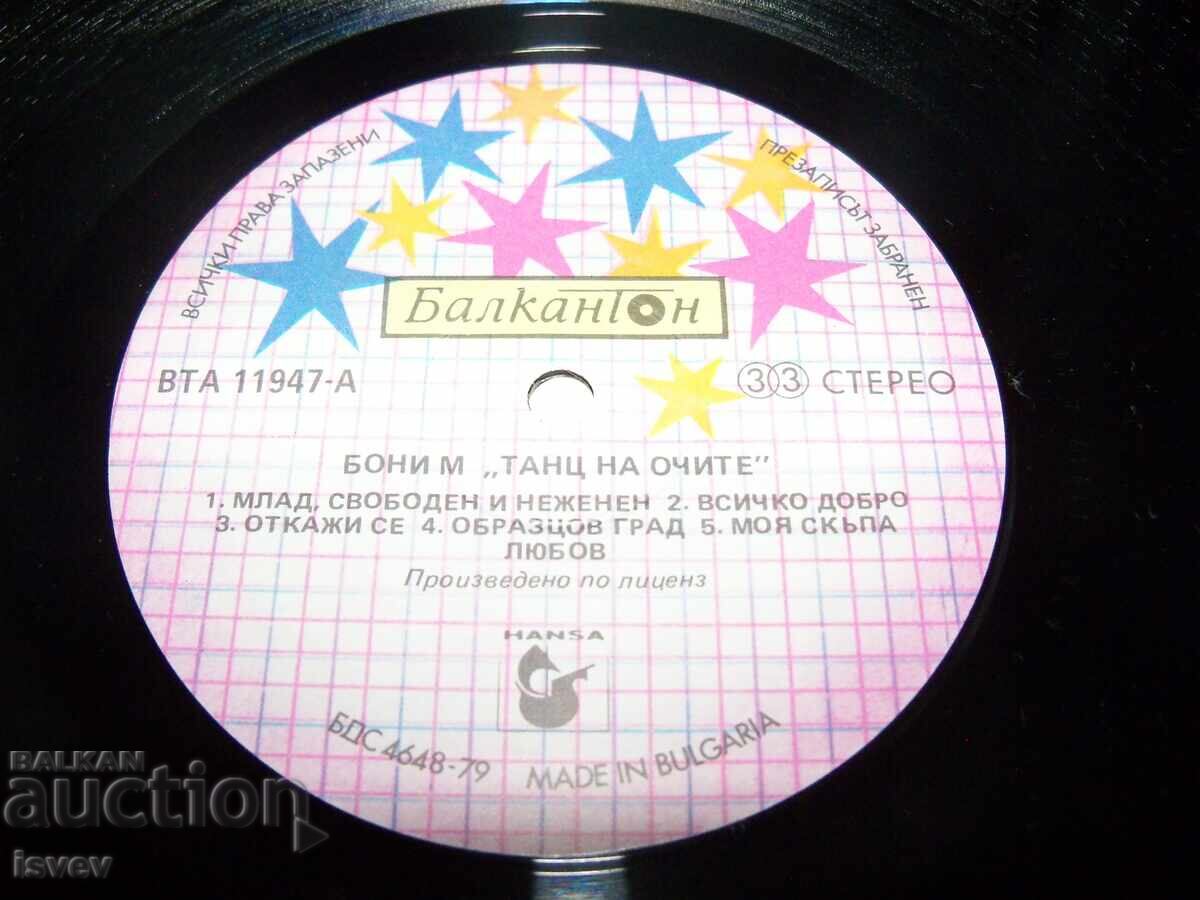 ВСИЧКИ ПРАВА ЗАПАЗЕНИ
ПРЕЗАПИСЪТ ЗАБРАНЕН
Балкантон
ВТА 11947-А
33 СТЕРЕО
БОНИ М „ТАНЦ НА ОЧИТЕ"
1. МЛАД, СВОБОДЕН И НЕЖЕНЕН 2. ВСИЧКО ДОБРО
3. ОТКАЖИ СЕ 4. ОБРАЗЦОВ ГРАД 5. МОЯ СКЪПА
ЛЮБОВ
Произведено по лиценз
HANSA
БДС 4648-79 MADE IN BULGARIA
BALKAN
auction
isvev